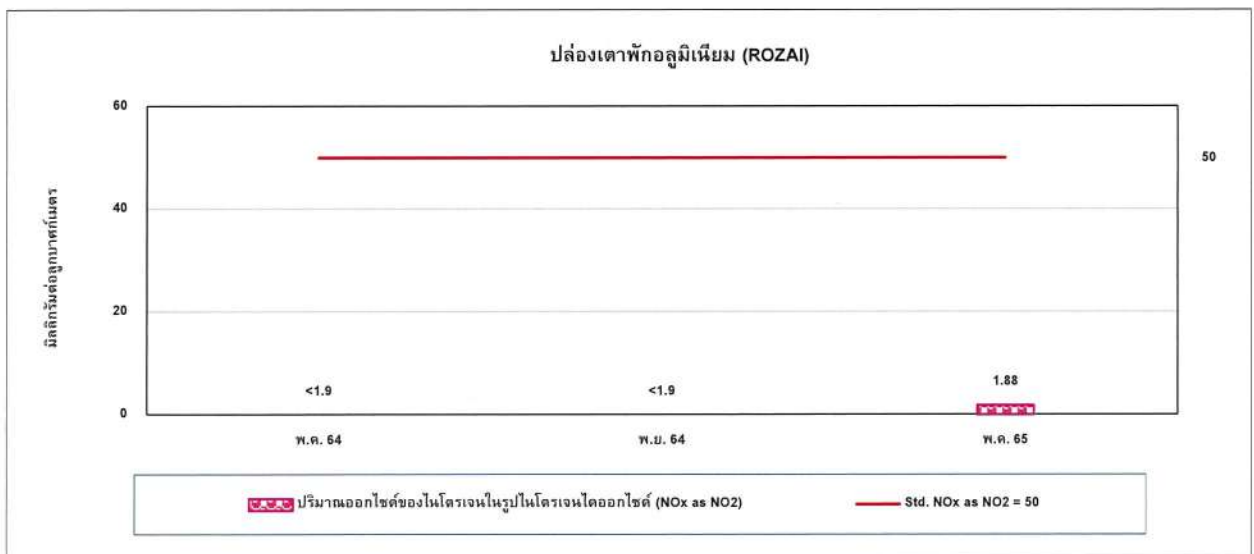 ปล่องเตาพักอลูมิเนียม (ROZAI)
มิลลิกรัมต่อลูกบาศก์เมตร
60
40
20
0
50
<1.9
<1.9
1.88
พ.ค. 64
พ.ย. 64
พ.ค. 65
ปริมาณออกไซด์ของไนโตรเจนในรูปไนโตรเจนไดออกไซด์ (NOx as NO2)
Std. NOx as NO2 = 50